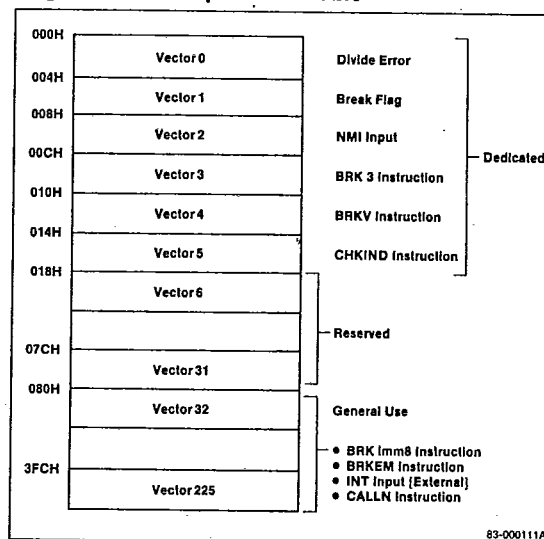 000H
Vector 0 Divide Error
004H
Vector 1 Break Flag
008H
Vector 2 NMI Input
00CH Dedicated
Vector 3 BRK 3 Instruction
010H
Vector 4 BRKV Instruction
014H
Vector 5 CHKIND Instruction
018H
Vector 6
Reserved
07CH
Vector 31
080H
Vector 32 General Use
• BRK Imm8 Instruction
• BRKEM Instruction
3FCH
• INT Input {External}
Vector 225 • CALLN Instruction
83-000111A